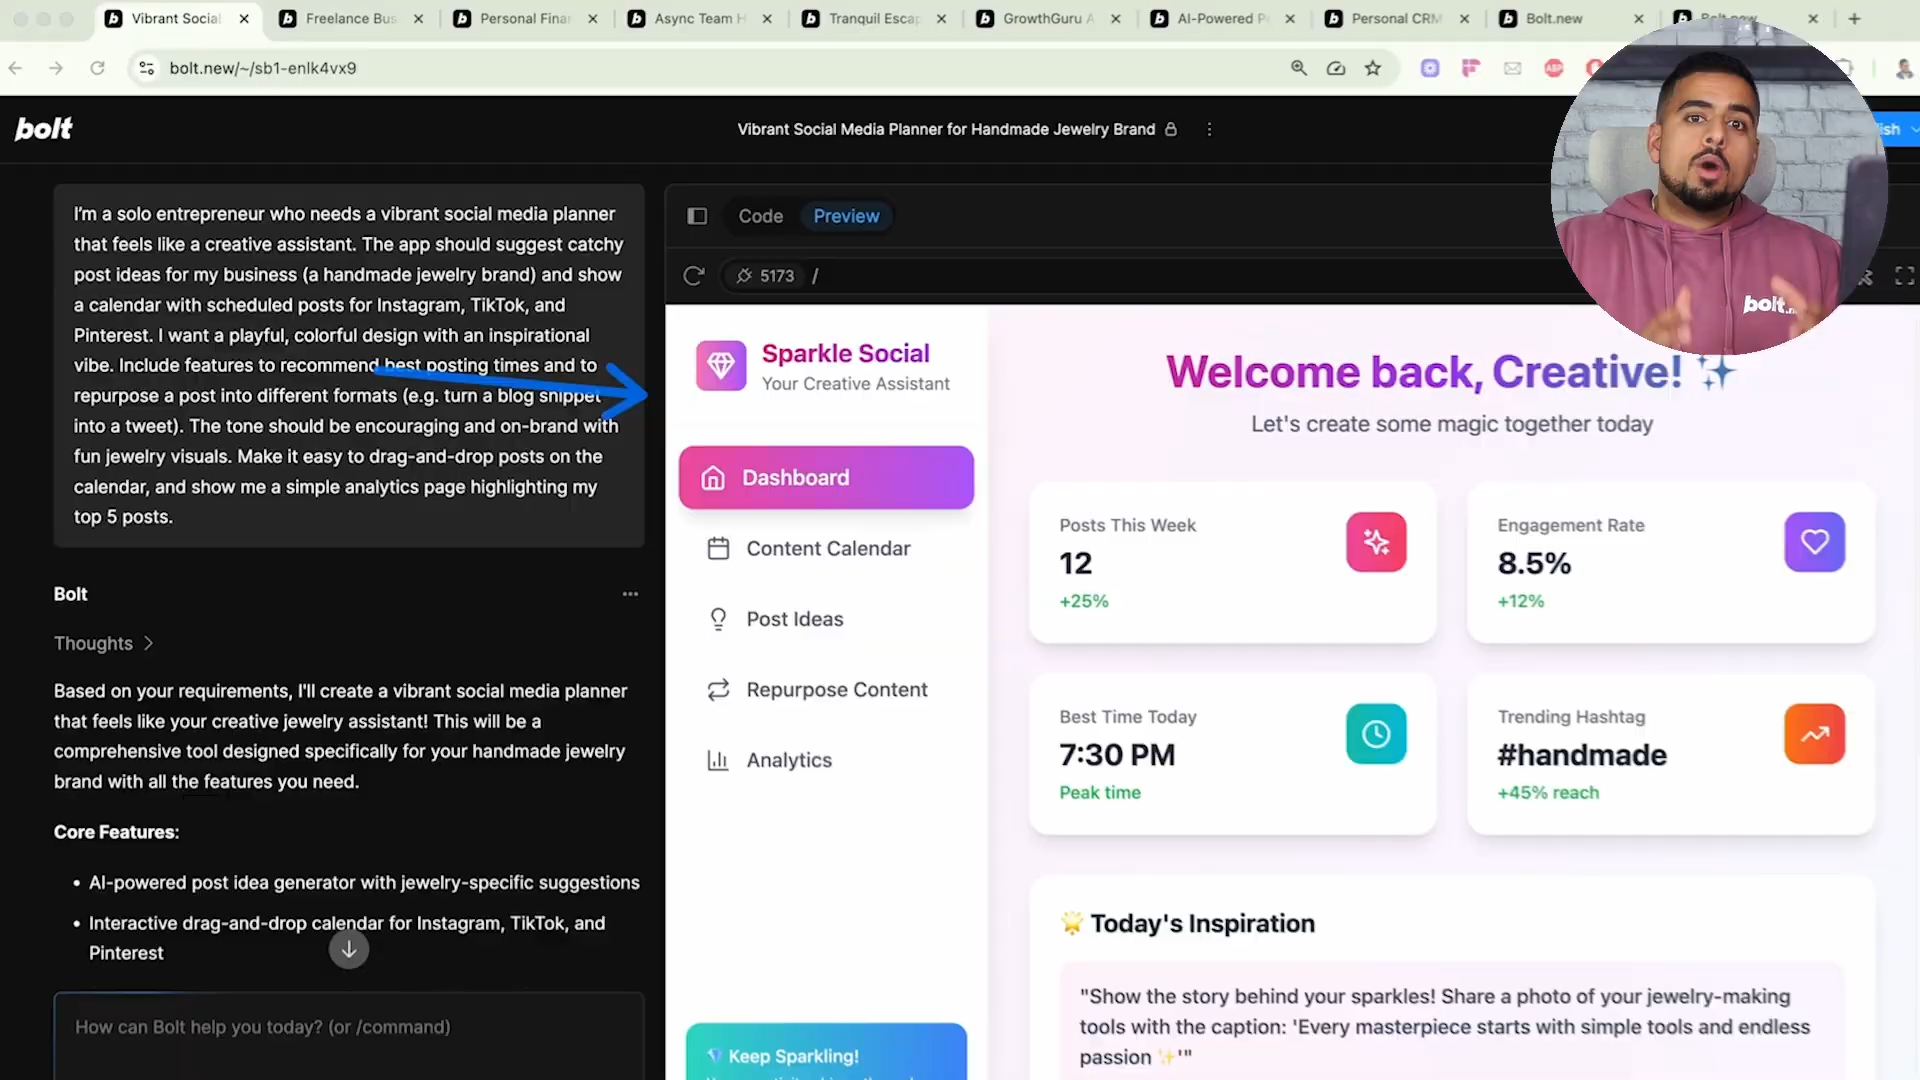 Vibrant Social
Freelance Bus
Personal Finan
Async Team H
Tranquil Escap
GrowthGuru A
AI-Powered P
Personal CRM
Bolt.new
Bolt.new
bolt.new/~/sb1-enlk4vx9
ABP
bolt
Vibrant Social Media Planner for Handmade Jewelry Brand
I'm a solo entrepreneur who needs a vibrant social media planner
that feels like a creative assistant. The app should suggest catchy
post ideas for my business (a handmade jewelry brand) and show
a calendar with scheduled posts for Instagram, TikTok, and
Pinterest. I want a playful, colorful design with an inspirational
vibe. Include features to recommend best posting times and to
repurpose a post into different formats (e.g. turn a blog snippet
into a tweet). The tone should be encouraging and on-brand with
fun jewelry visuals. Make it easy to drag-and-drop posts on the
calendar, and show me a simple analytics page highlighting my
top 5 posts.
Bolt
Thoughts
Based on your requirements, I'll create a vibrant social media planner
that feels like your creative jewelry assistant! This will be a
comprehensive tool designed specifically for your handmade jewelry
brand with all the features you need.
Core Features:
• AI-powered post idea generator with jewelry-specific suggestions
• Interactive drag-and-drop calendar for Instagram, TikTok, and
Pinterest
How can Bolt help you today? (or /command)
Code
Preview
5173 /
Sparkle Social
Your Creative Assistant
Dashboard
Content Calendar
Post Ideas
Repurpose Content
Analytics
💎 Keep Sparkling!
Welcome back, Creative! ✨
Let's create some magic together today
Posts This Week
12
+25%
Engagement Rate
8.5%
+12%
Best Time Today
7:30 PM
Peak time
Trending Hashtag
#handmade
+45% reach
🌟 Today's Inspiration
"Show the story behind your sparkles! Share a photo of your jewelry-making
tools with the caption: 'Every masterpiece starts with simple tools and endless
passion ✨'"
bolt.